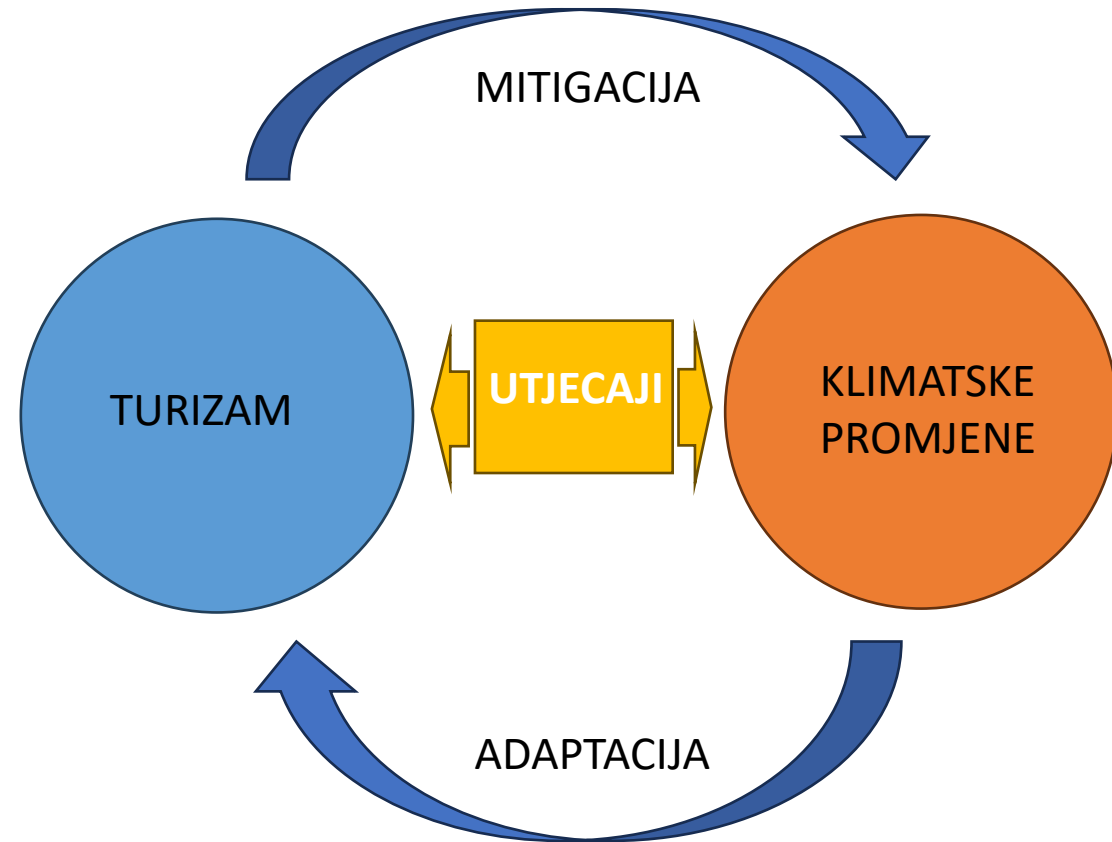 MITIGACIJA
TURIZAM
UTJECAJI
KLIMATSKE
PROMJENE
ADAPTACIJA